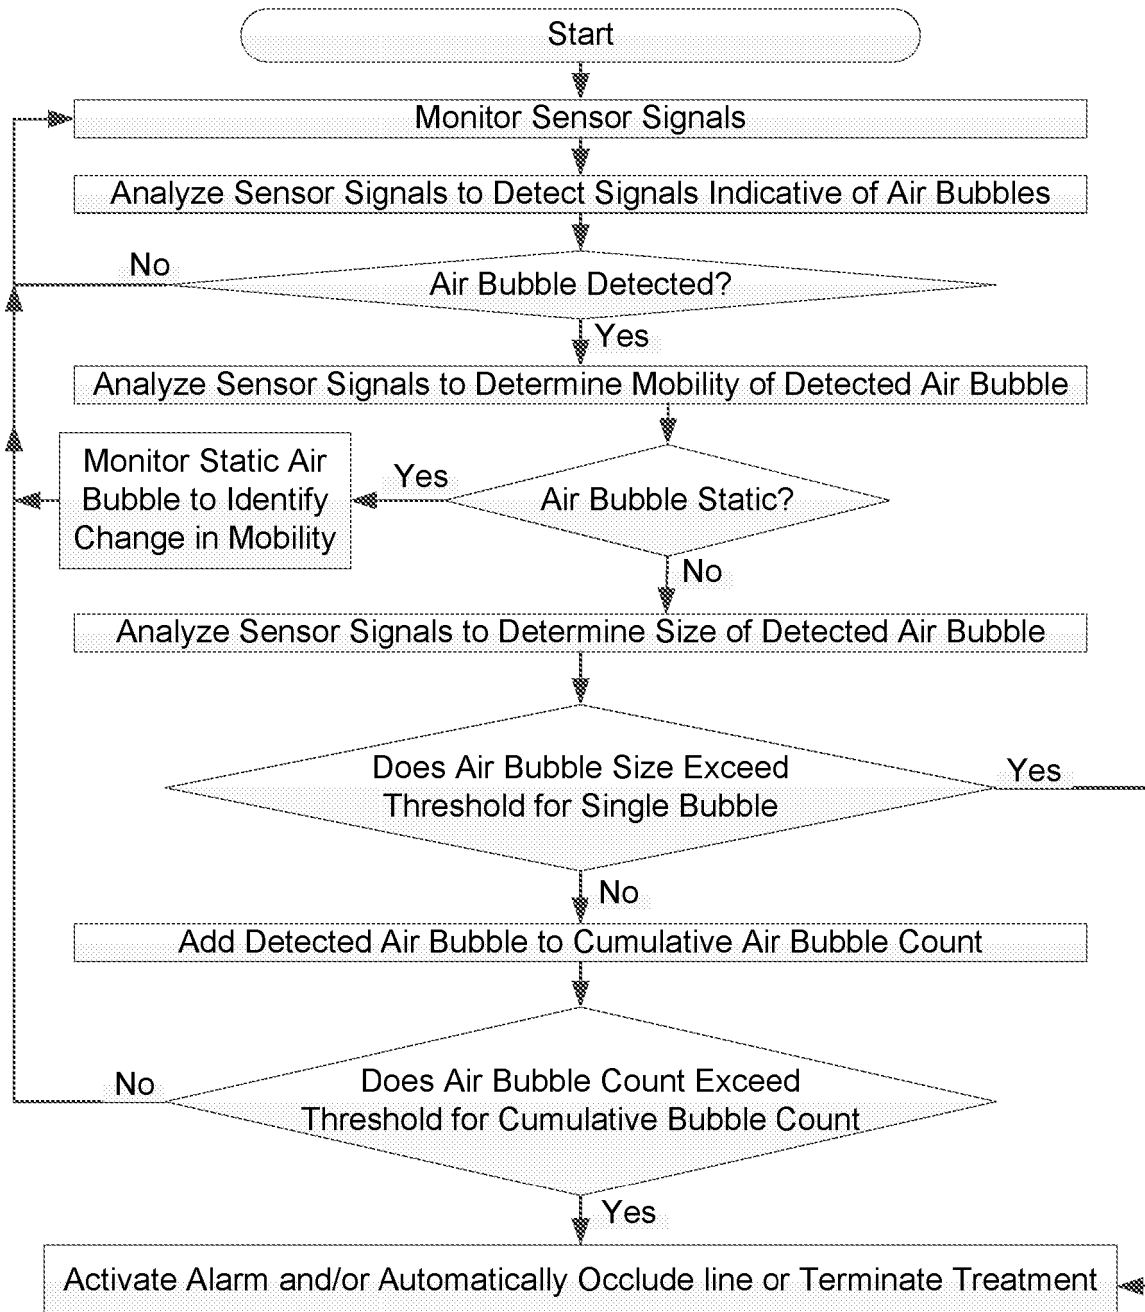 Start
Monitor Sensor Signals
Analyze Sensor Signals to Detect Signals Indicative of Air Bubbles
No
Air Bubble Detected?
Yes
Analyze Sensor Signals to Determine Mobility of Detected Air Bubble
Monitor Static Air
Bubble to Identify
Change in Mobility
Yes
Air Bubble Static?
No
Analyze Sensor Signals to Determine Size of Detected Air Bubble
Does Air Bubble Size Exceed
Threshold for Single Bubble
Yes
No
Add Detected Air Bubble to Cumulative Air Bubble Count
No
Does Air Bubble Count Exceed
Threshold for Cumulative Bubble Count
Yes
Activate Alarm and/or Automatically Occlude line or Terminate Treatment